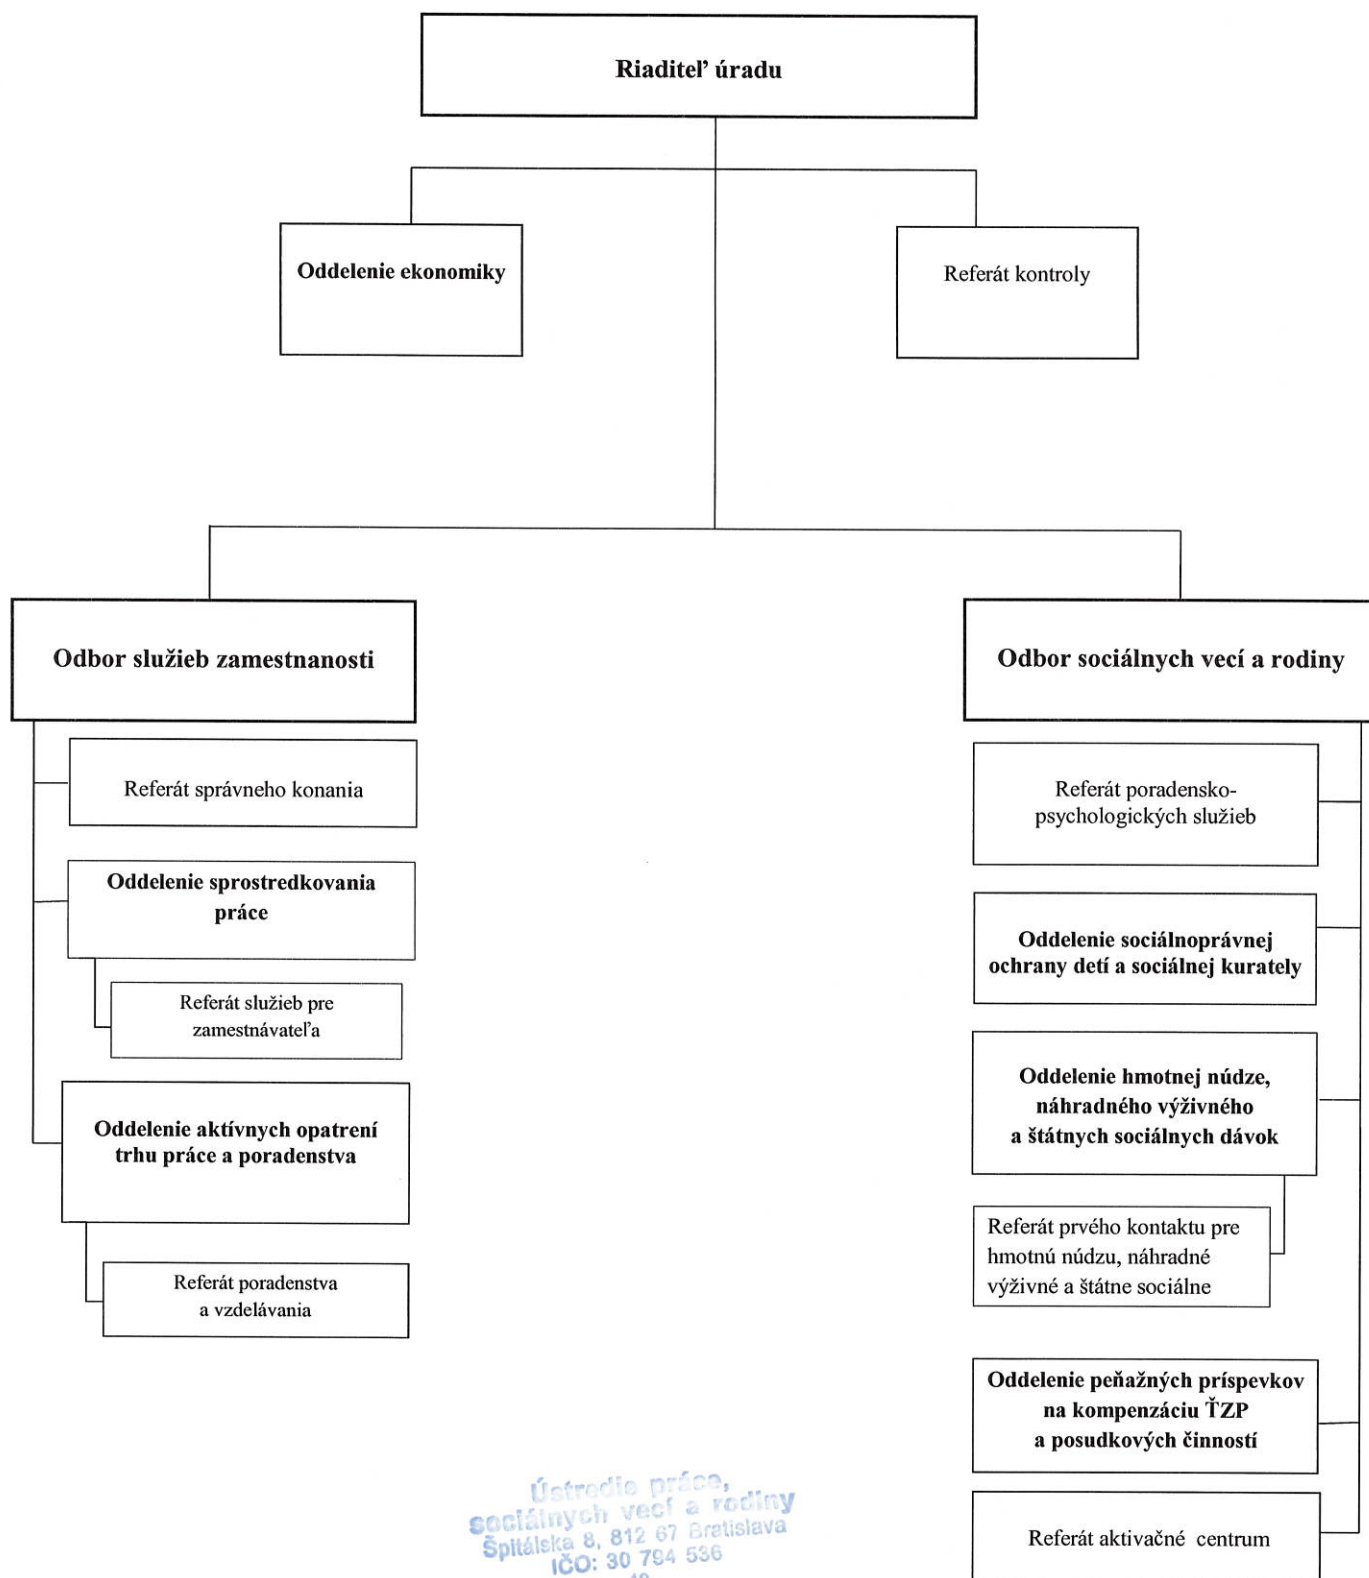 Riaditeľ úradu
Oddelenie ekonomiky
Referát kontroly
Odbor služieb zamestnanosti
Odbor sociálnych vecí a rodiny
Referát správneho konania
Oddelenie sprostredkovania
práce
Referát služieb pre
zamestnávateľa
Oddelenie aktívnych opatrení
trhu práce a poradenstva
Referát poradenstva
a vzdelávania
Referát poradensko-
psychologických služieb
Oddelenie sociálnoprávnej
ochrany detí a sociálnej kurately
Oddelenie hmotnej núdze,
náhradného výživného
a štátnych sociálnych dávok
Referát prvého kontaktu pre
hmotnú núdzu, náhradné
výživné a štátne sociálne
Oddelenie peňažných príspevkov
na kompenzáciu ŤZP
a posudkových činností
Referát aktivačné centrum
Ústredie práce,
sociálnych vecí a rodiny
Špitálska 8, 812 67 Bratislava
IČO: 30 794 536